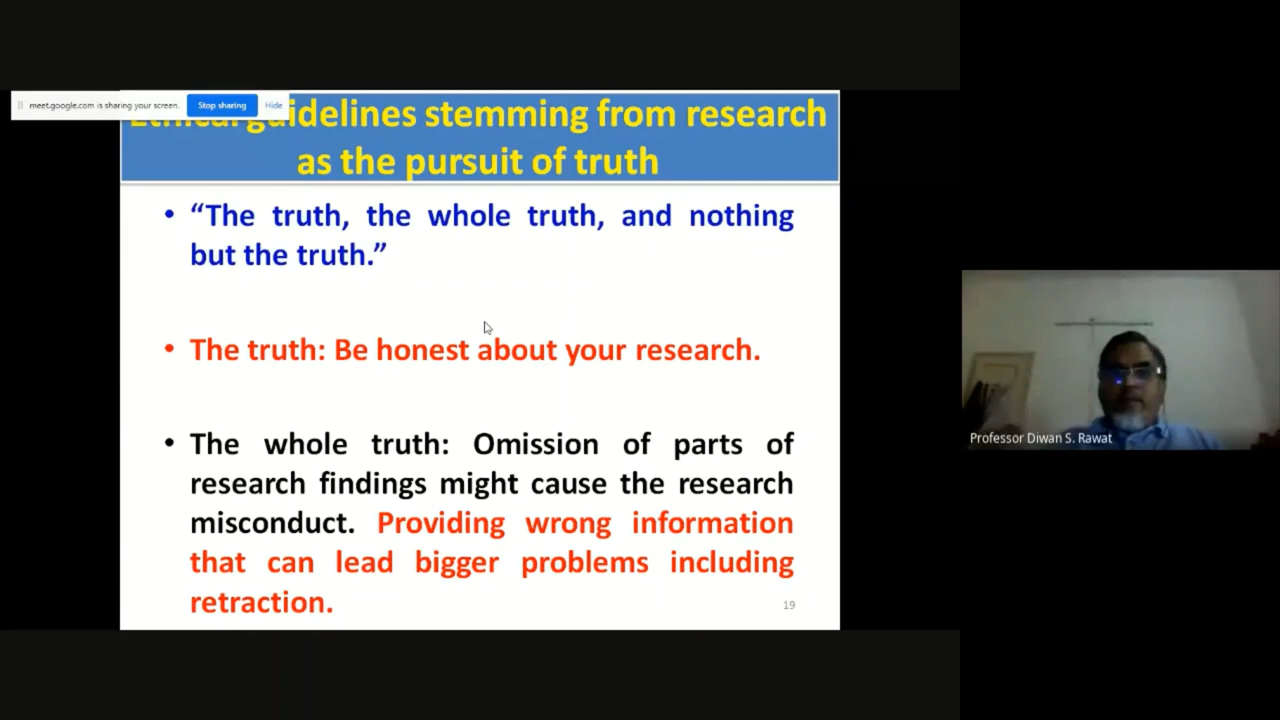 meet.google.com is sharing your screen. Stop sharing Hide
Ethical guidelines stemming from research
as the pursuit of truth
• “The truth, the whole truth, and nothing
but the truth.”
• The truth: Be honest about your research.
• The whole truth: Omission of parts of
research findings might cause the research
misconduct. Providing wrong information
that can lead bigger problems including
retraction.
19
Professor Diwan S. Rawat